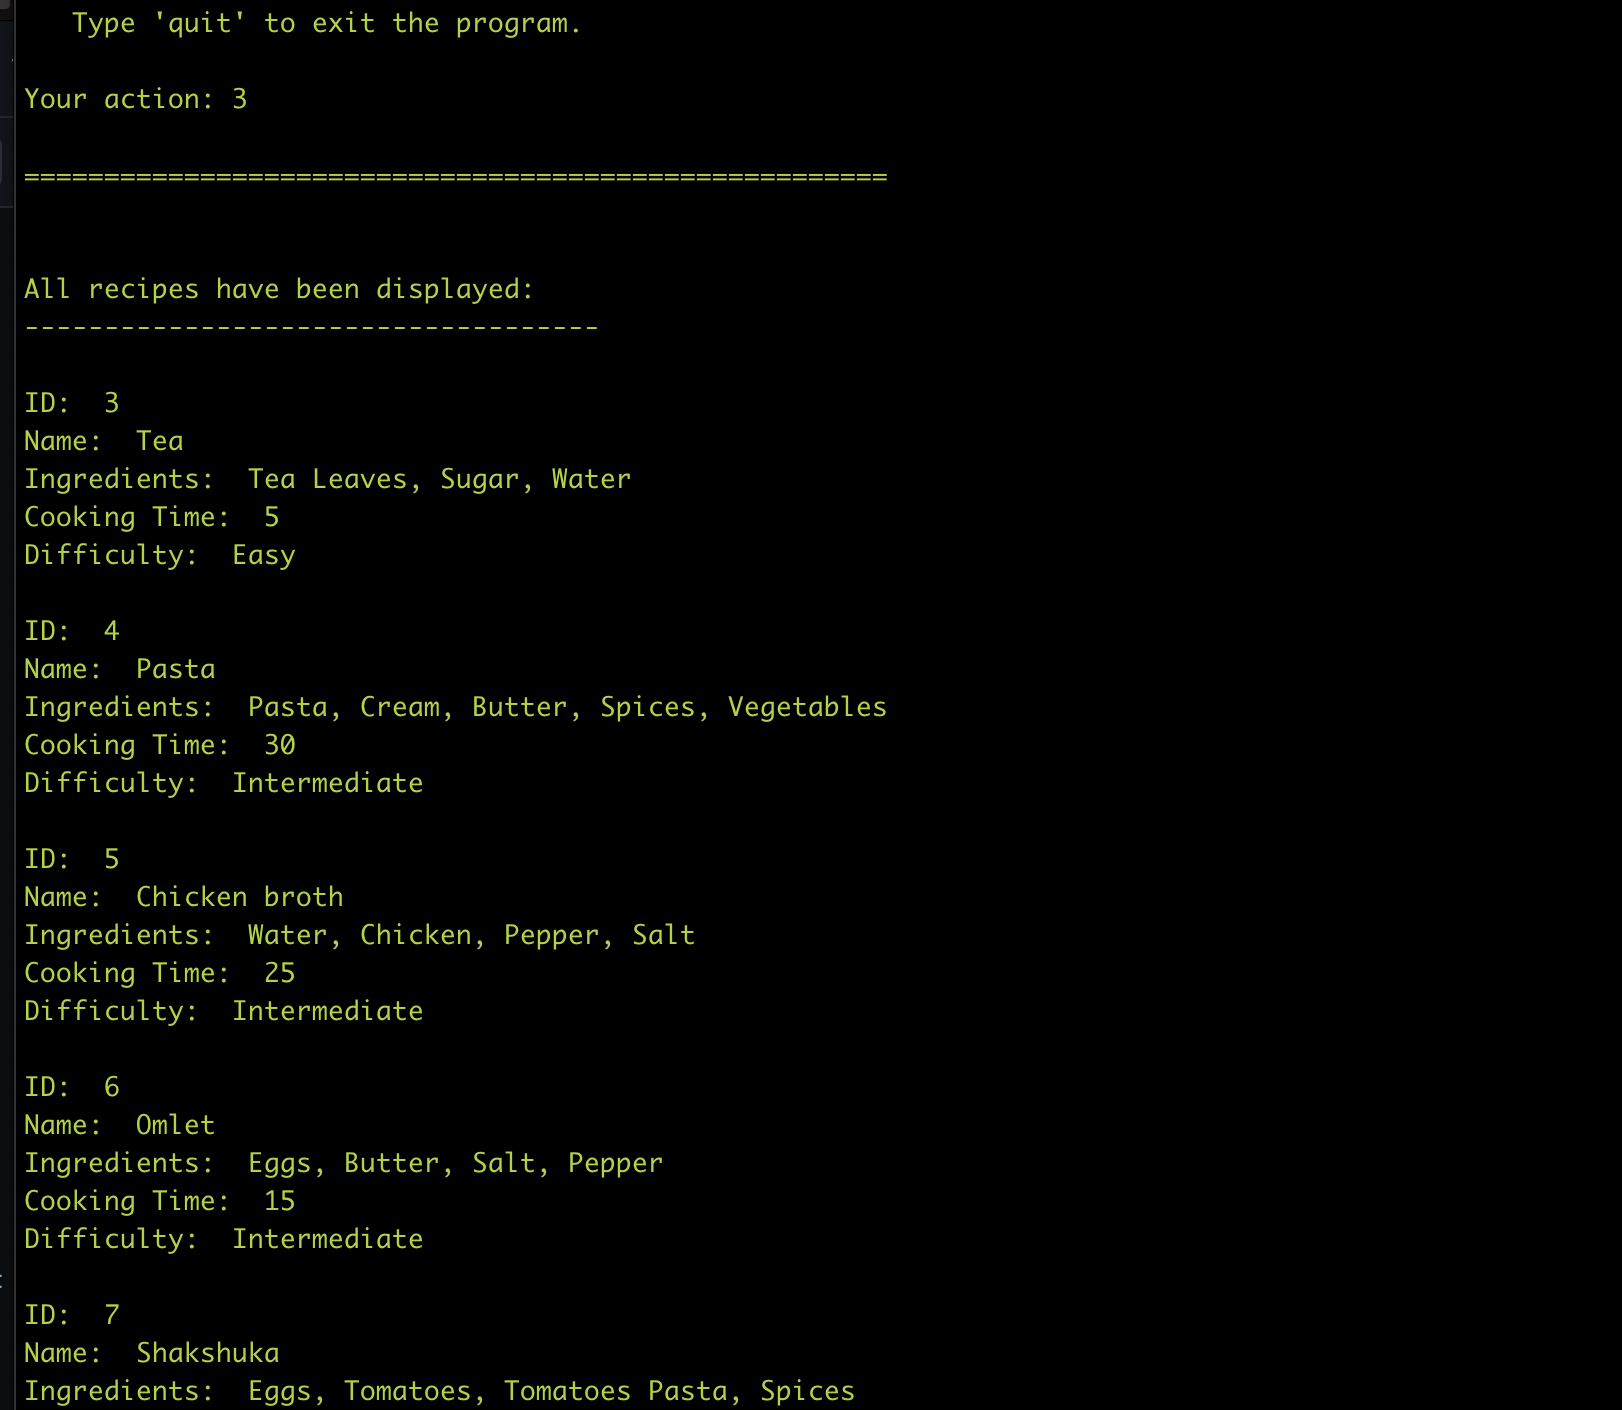 Type 'quit' to exit the program.
Your action: 3
======================================================
All recipes have been displayed:
------------------------------------
ID:  3
Name:  Tea
Ingredients:  Tea Leaves, Sugar, Water
Cooking Time:  5
Difficulty:  Easy
ID:  4
Name:  Pasta
Ingredients:  Pasta, Cream, Butter, Spices, Vegetables
Cooking Time:  30
Difficulty:  Intermediate
ID:  5
Name:  Chicken broth
Ingredients:  Water, Chicken, Pepper, Salt
Cooking Time:  25
Difficulty:  Intermediate
ID:  6
Name:  Omlet
Ingredients:  Eggs, Butter, Salt, Pepper
Cooking Time:  15
Difficulty:  Intermediate
ID:  7
Name:  Shakshuka
Ingredients:  Eggs, Tomatoes, Tomatoes Pasta, Spices